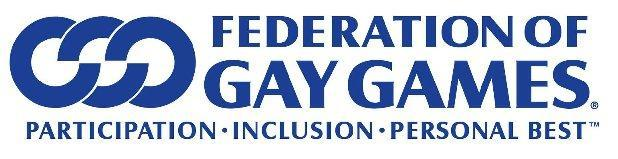 FEDERATION OF
GAY GAMES®
PARTICIPATION · INCLUSION · PERSONAL BEST™